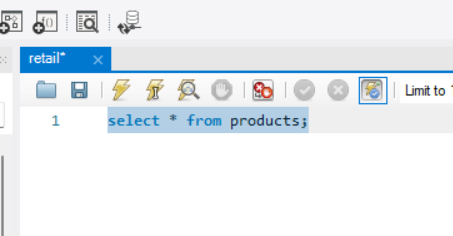 retail*
Limit to
1
select * from products;